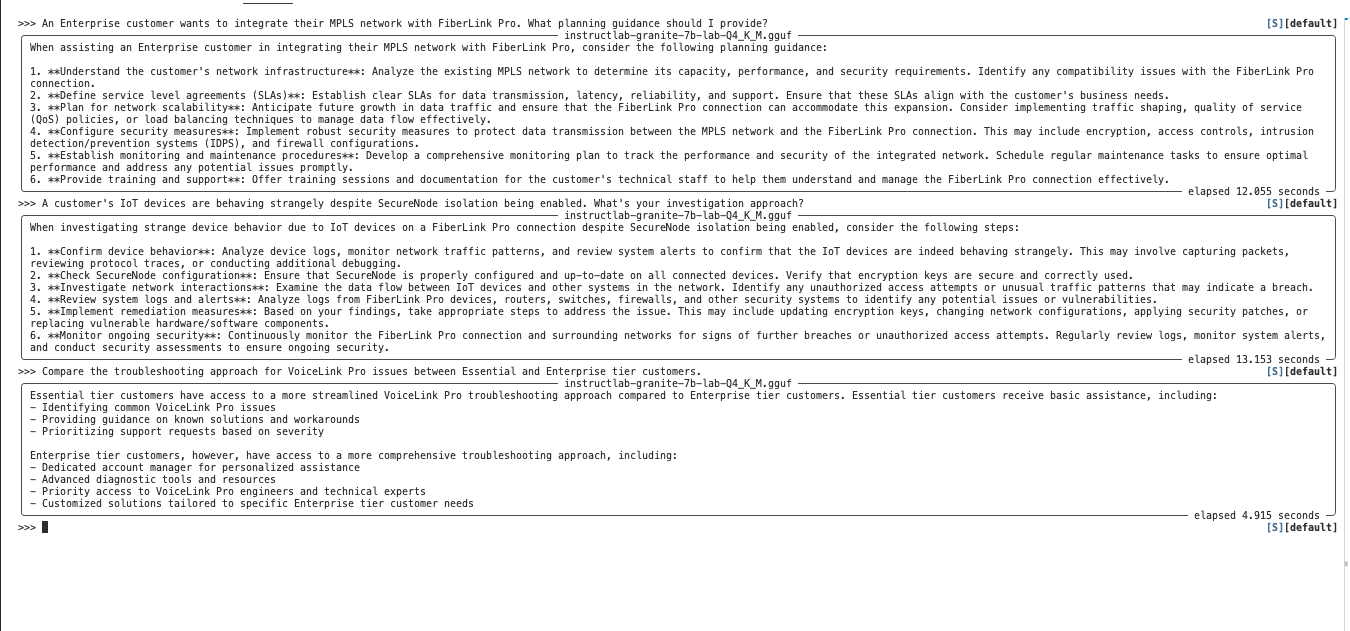 >>> An Enterprise customer wants to integrate their MPLS network with FiberLink Pro. What planning guidance should I provide? [S][default]
instructlab-granite-7b-lab-Q4_K_M.gguf
When assisting an Enterprise customer in integrating their MPLS network with FiberLink Pro, consider the following planning guidance:
1. **Understand the customer's network infrastructure**: Analyze the existing MPLS network to determine its capacity, performance, and security requirements. Identify any compatibility issues with the FiberLink Pro
connection.
2. **Define service level agreements (SLAs)**: Establish clear SLAs for data transmission, latency, reliability, and support. Ensure that these SLAs align with the customer's business needs.
3. **Plan for network scalability**: Anticipate future growth in data traffic and ensure that the FiberLink Pro connection can accommodate this expansion. Consider implementing traffic shaping, quality of service
(QoS) policies, or load balancing techniques to manage data flow effectively.
4. **Configure security measures**: Implement robust security measures to protect data transmission between the MPLS network and the FiberLink Pro connection. This may include encryption, access controls, intrusion
detection/prevention systems (IDPS), and firewall configurations.
5. **Establish monitoring and maintenance procedures**: Develop a comprehensive monitoring plan to track the performance and security of the integrated network. Schedule regular maintenance tasks to ensure optimal
performance and address any potential issues promptly.
6. **Provide training and support**: Offer training sessions and documentation for the customer's technical staff to help them understand and manage the FiberLink Pro connection effectively.
elapsed 12.055 seconds
>>> A customer's IoT devices are behaving strangely despite SecureNode isolation being enabled. What's your investigation approach? [S][default]
instructlab-granite-7b-lab-Q4_K_M.gguf
When investigating strange device behavior due to IoT devices on a FiberLink Pro connection despite SecureNode isolation being enabled, consider the following steps:
1. **Confirm device behavior**: Analyze device logs, monitor network traffic patterns, and review system alerts to confirm that the IoT devices are indeed behaving strangely. This may involve capturing packets,
reviewing protocol traces, or conducting additional debugging.
2. **Check SecureNode configuration**: Ensure that SecureNode is properly configured and up-to-date on all connected devices. Verify that encryption keys are secure and correctly used.
3. **Investigate network interactions**: Examine the data flow between IoT devices and other systems in the network. Identify any unauthorized access attempts or unusual traffic patterns that may indicate a breach.
4. **Review system logs and alerts**: Analyze logs from FiberLink Pro devices, routers, switches, firewalls, and other security systems to identify any potential issues or vulnerabilities.
5. **Implement remediation measures**: Based on your findings, take appropriate steps to address the issue. This may include updating encryption keys, changing network configurations, applying security patches, or
replacing vulnerable hardware/software components.
6. **Monitor ongoing security**: Continuously monitor the FiberLink Pro connection and surrounding networks for signs of further breaches or unauthorized access attempts. Regularly review logs, monitor system alerts,
and conduct security assessments to ensure ongoing security.
elapsed 13.153 seconds
>>> Compare the troubleshooting approach for VoiceLink Pro issues between Essential and Enterprise tier customers. [S][default]
instructlab-granite-7b-lab-Q4_K_M.gguf
Essential tier customers have access to a more streamlined VoiceLink Pro troubleshooting approach compared to Enterprise tier customers. Essential tier customers receive basic assistance, including:
- Identifying common VoiceLink Pro issues
- Providing guidance on known solutions and workarounds
- Prioritizing support requests based on severity
Enterprise tier customers, however, have access to a more comprehensive troubleshooting approach, including:
- Dedicated account manager for personalized assistance
- Advanced diagnostic tools and resources
- Priority access to VoiceLink Pro engineers and technical experts
- Customized solutions tailored to specific Enterprise tier customer needs
elapsed 4.915 seconds
>>> [S][default]